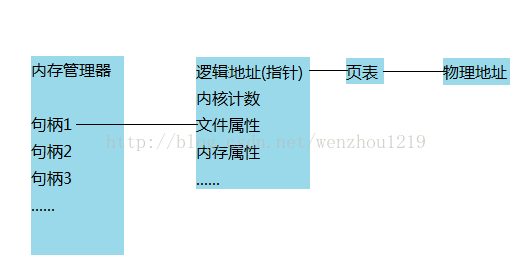 内存管理器
句柄1
句柄2
句柄3
......
逻辑地址(指针)
内核计数
文件属性
内存属性
......
页表
物理地址
http://blog.csdn.net/wenzhou1219